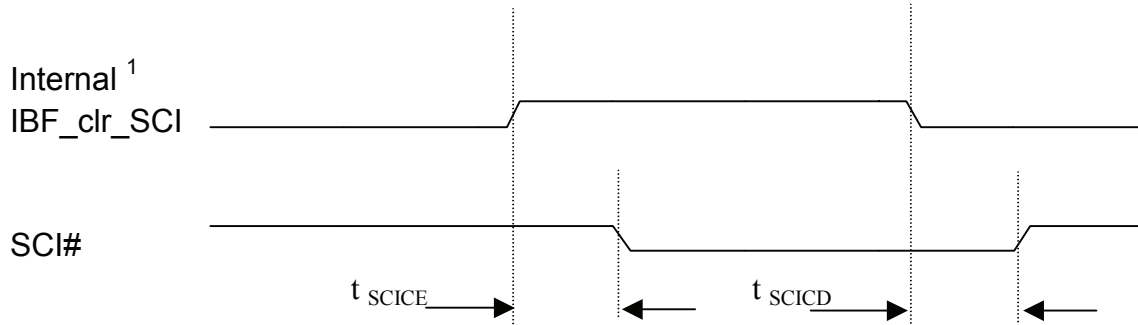 Internal 1
IBF_clr_SCI
SCI#
t SCICE
t SCICD